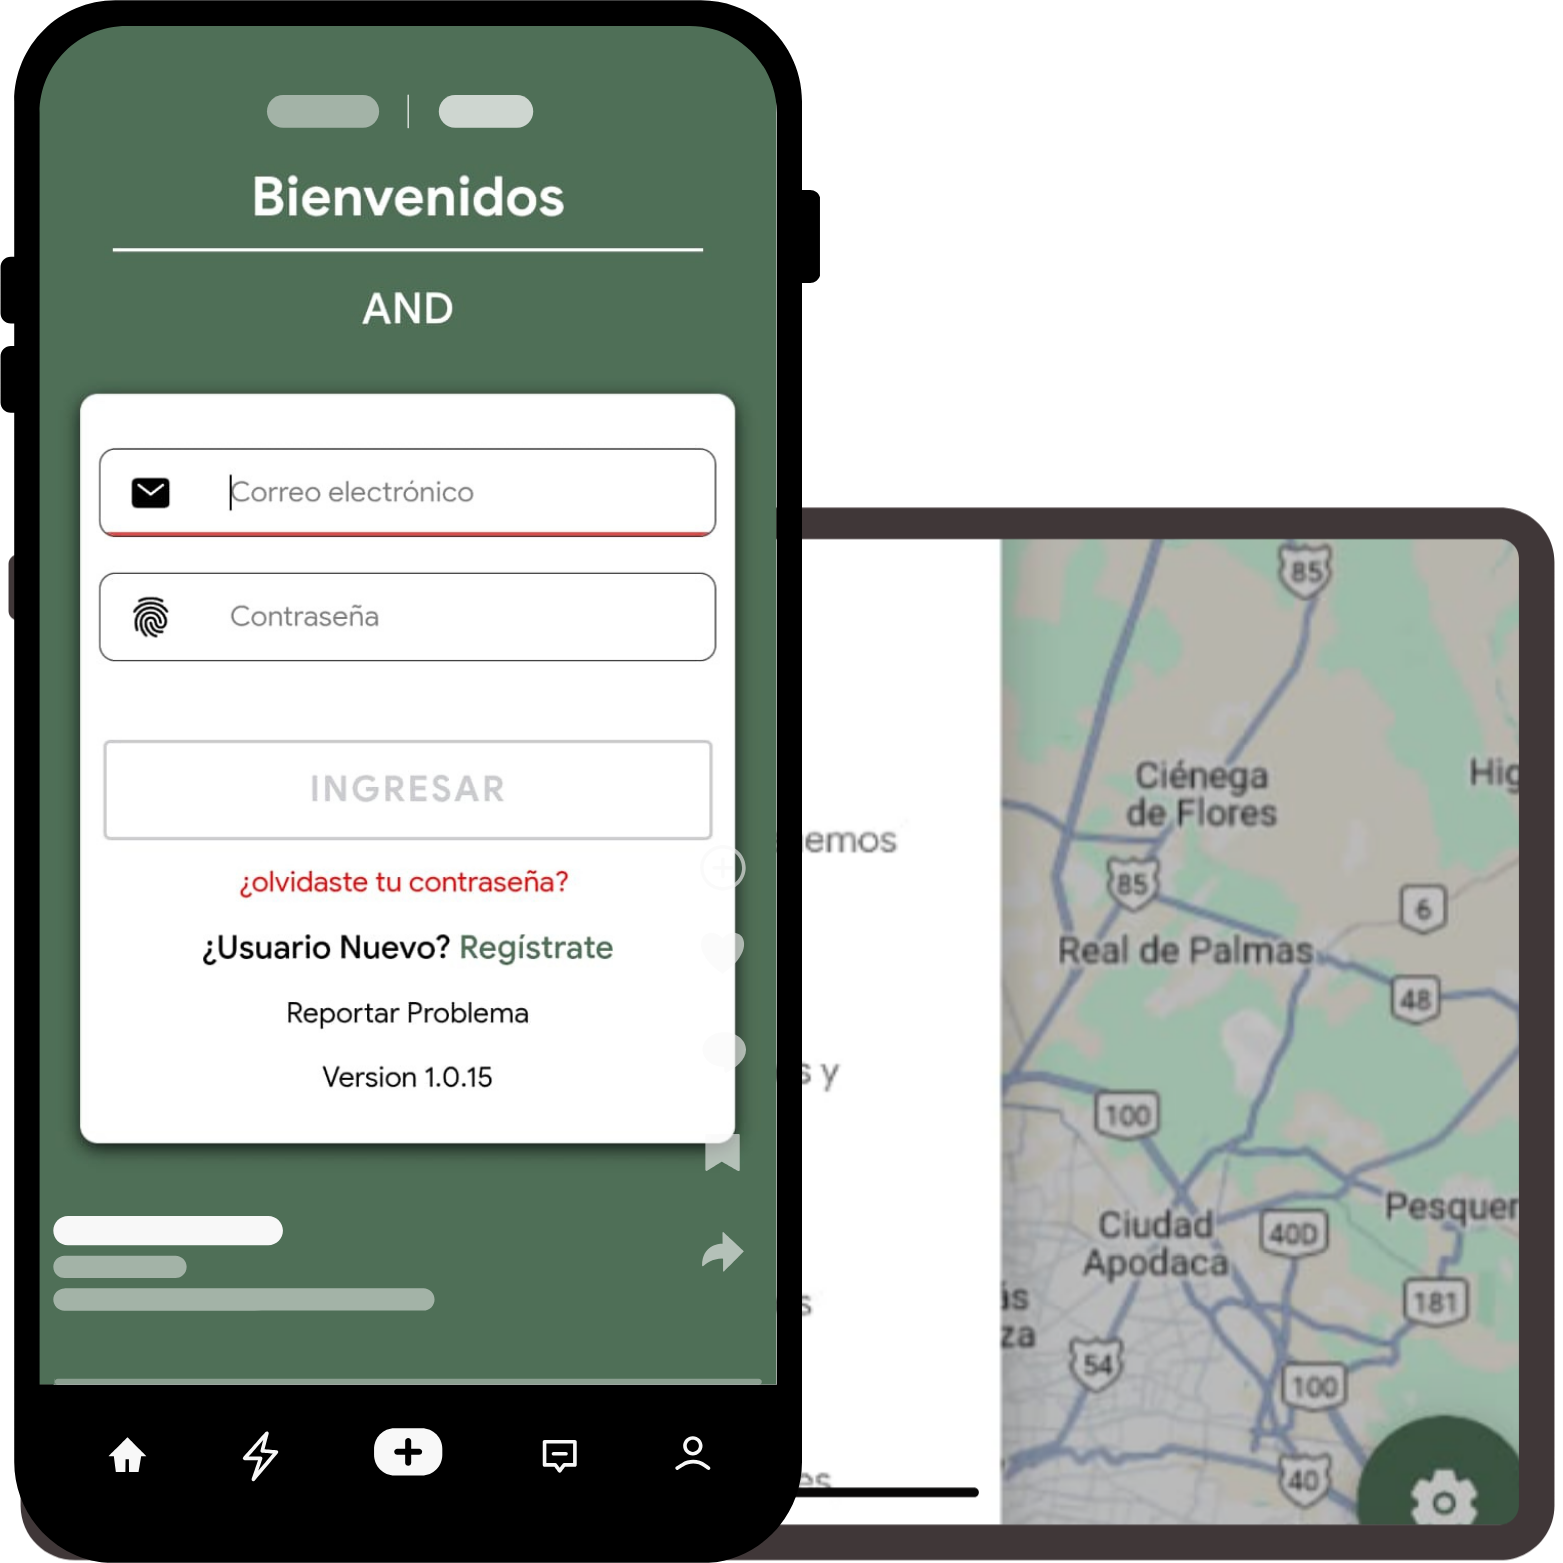 Bienvenidos
AND
Correo electrónico
Contraseña
INGRESAR
¿olvidaste tu contraseña?
¿Usuario Nuevo? Regístrate
Reportar Problema
Version 1.0.15
emos
s y
s
es
85
Ciénega
de Flores
Hig
85
6
Real de Palmas
48
100
Pesquer
Ciudad
Apodaca
40D
ás
za
181
54
100
40